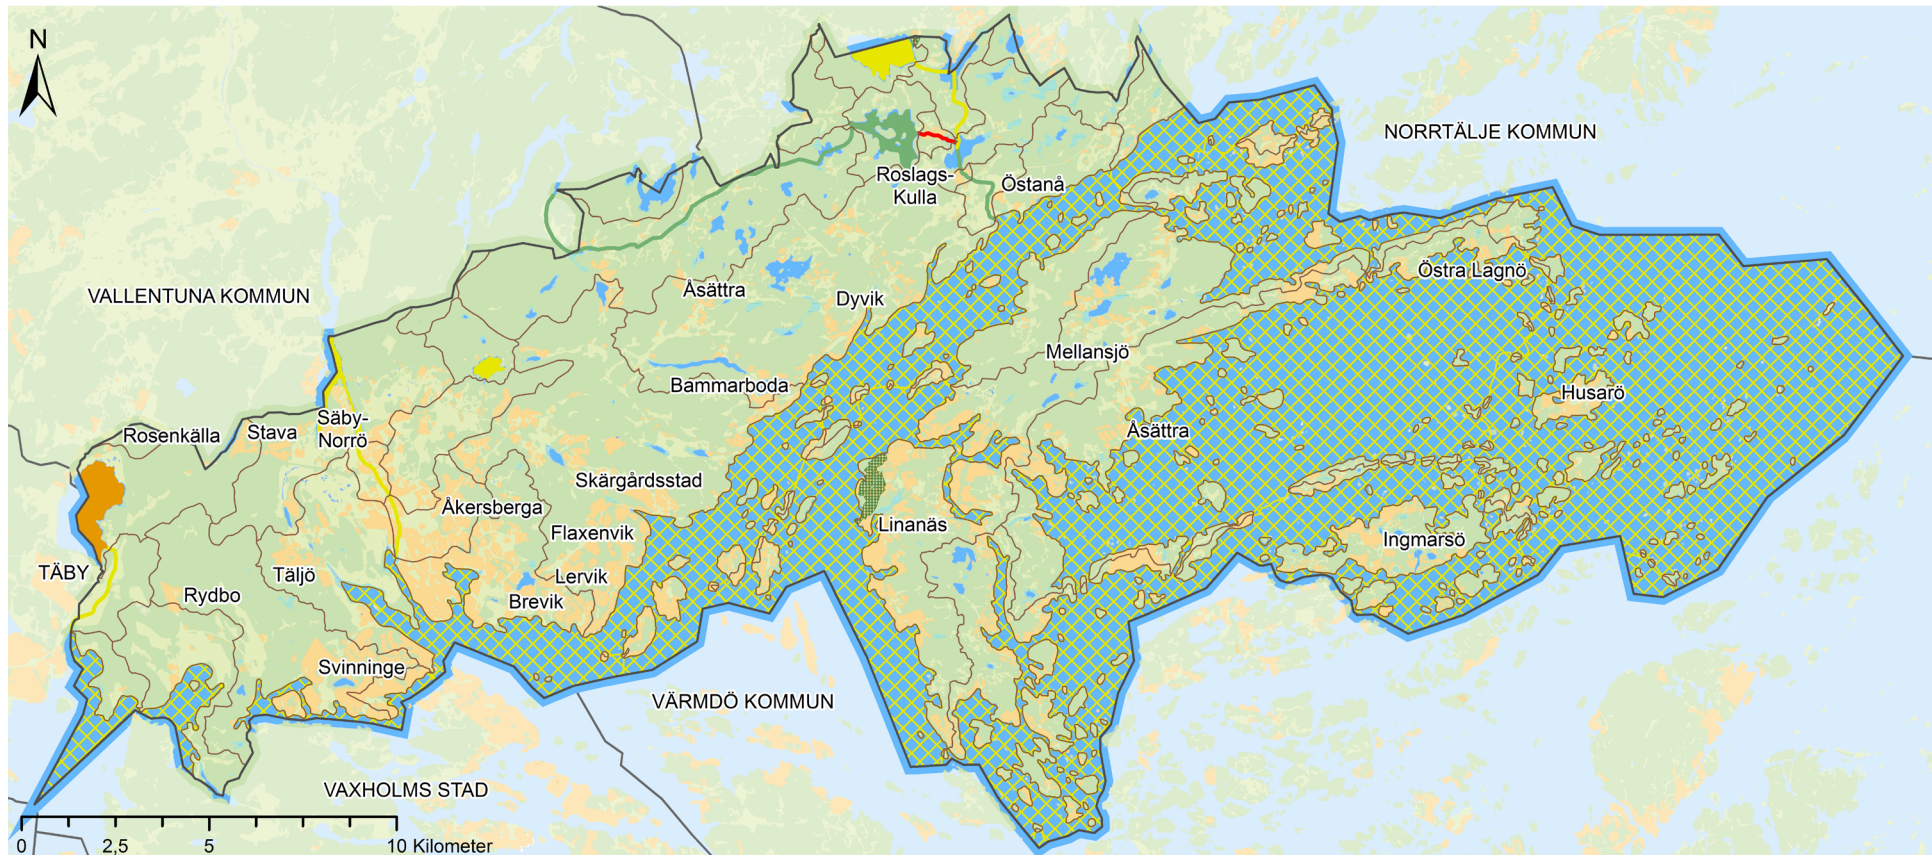 N
NORRTÄLJE KOMMUN
Roslags-
Kulla
Östanå
Östra Lagnö
VALLENTUNA KOMMUN
Åsättra
Dyvik
Mellansjö
Bammarboda
Husarö
Säby-
Norrö
Rosenkälla
Stava
Åsättra
Skärgårdsstad
Åkersberga
Linanäs
Flaxenvik
Ingmarsö
TÄBY
Täljö
Lervik
Rydbo
Brevik
Svinninge
VÄRMDÖ KOMMUN
VAXHOLMS STAD
0 2,5 5 10 Kilometer